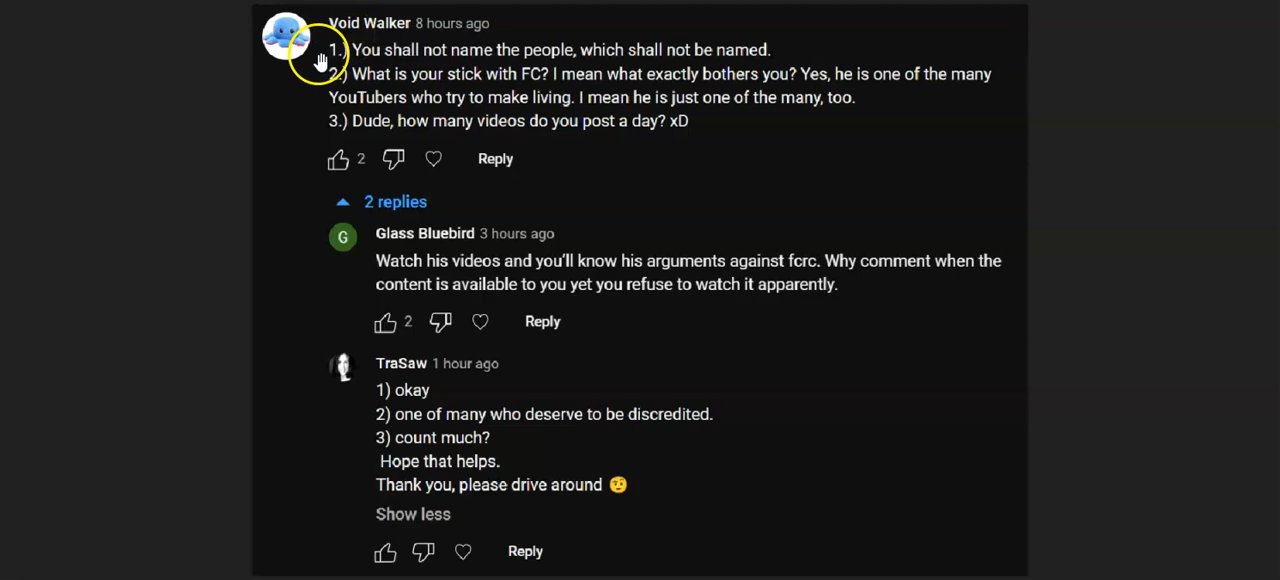 Void Walker 8 hours ago
1.) You shall not name the people, which shall not be named.
2.) What is your stick with FC? I mean what exactly bothers you? Yes, he is one of the many
YouTubers who try to make living. I mean he is just one of the many, too.
3.) Dude, how many videos do you post a day? xD
2 Reply
2 replies
G
Glass Bluebird 3 hours ago
Watch his videos and you'll know his arguments against fcrc. Why comment when the
content is available to you yet you refuse to watch it apparently.
2 Reply
TraSaw 1 hour ago
1) okay
2) one of many who deserve to be discredited.
3) count much?
Hope that helps.
Thank you, please drive around 🤨
Show less
Reply